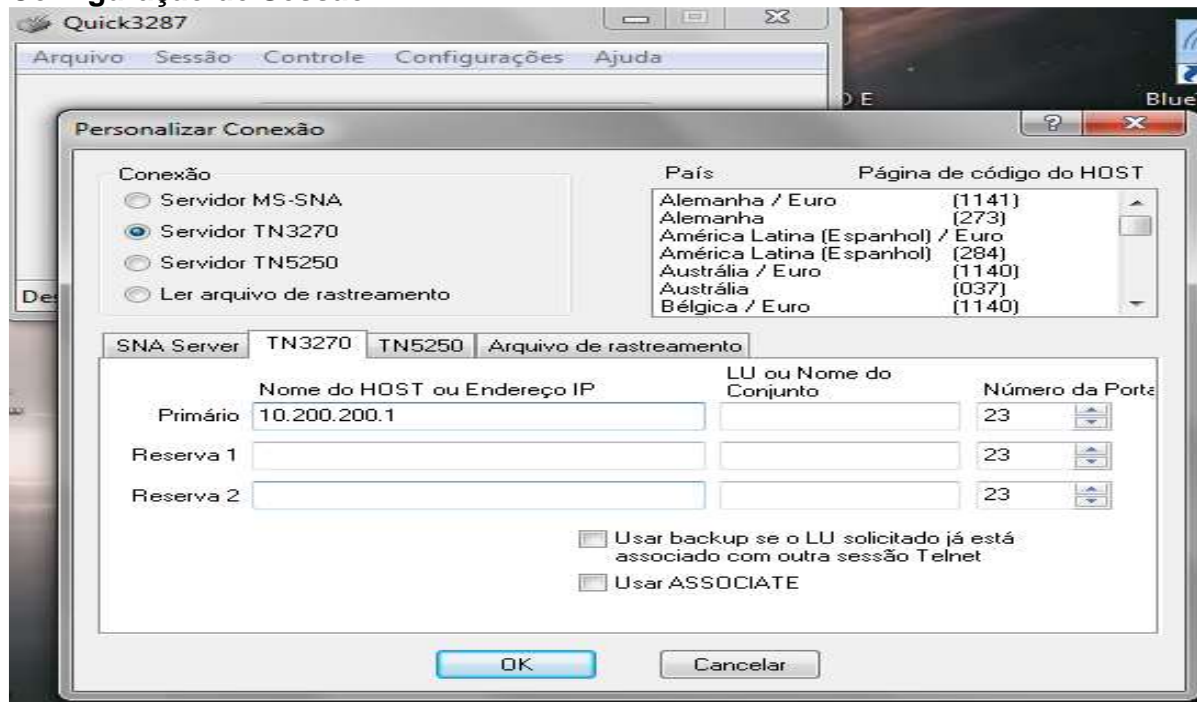 Quick3287
Arquivo Sessão Controle Configurações Ajuda
Personalizar Conexão
Conexão
Servidor MS-SNA
Servidor TN3270
Servidor TN5250
Ler arquivo de rastreamento
País Página de código do HOST
Alemanha / Euro (1141)
Alemanha (273)
América Latina (Espanhol) / Euro
América Latina (Espanhol) (284)
Austrália / Euro (1140)
Austrália (037)
Bélgica / Euro (1140)
SNA Server TN3270 TN5250 Arquivo de rastreamento
Nome do HOST ou Endereço IP LU ou Nome do Conjunto Número da Porta
Primário 10.200.200.1 23
Reserva 1 23
Reserva 2 23
Usar backup se o LU solicitado já está
associado com outra sessão Telnet
Usar ASSOCIATE
OK Cancelar